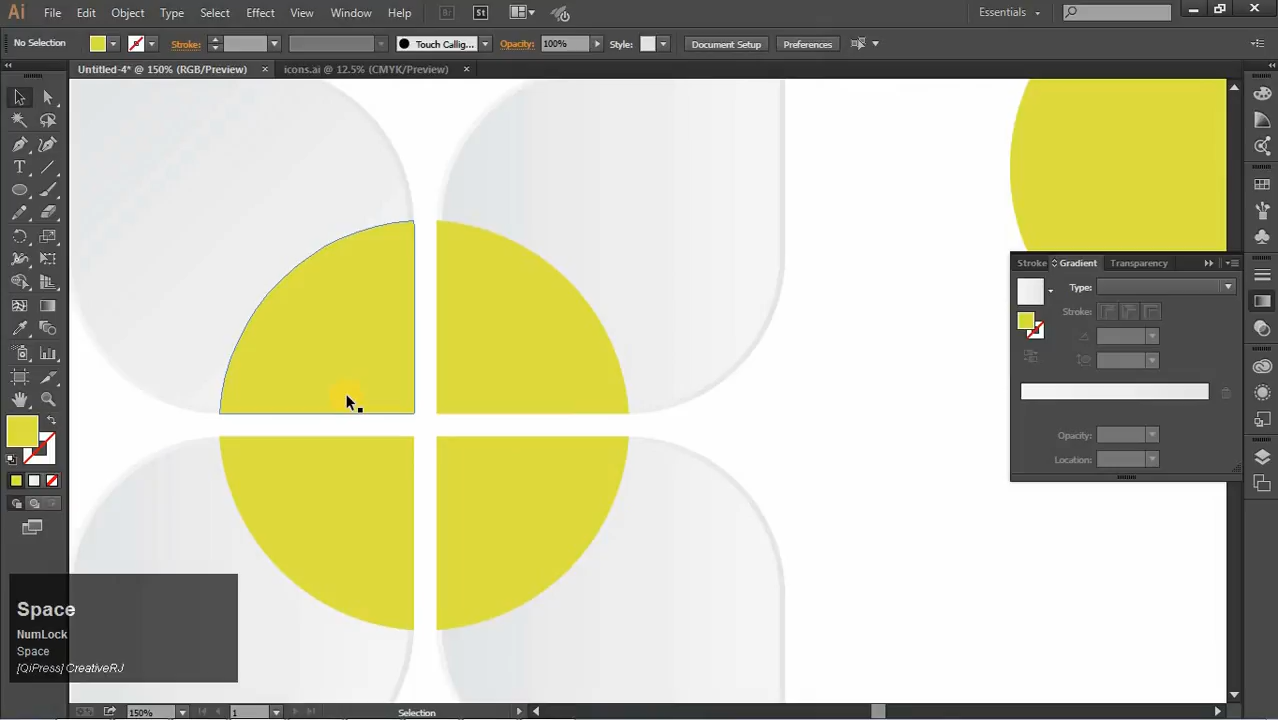 Ai File Edit Object Type Select Effect View Window Help Br St Essentials
No Selection Stroke: Touch Callig... Opacity: 100% Style: Document Setup Preferences
Untitled-4* @ 150% (RGB/Preview) × icons.ai @ 12.5% (CMYK/Preview) ×
Stroke Gradient Transparency
Type:
Stroke:
Opacity:
Location:
Space
NumLock
Space
[QiPress] CreativeRJ
150% 1 Selection